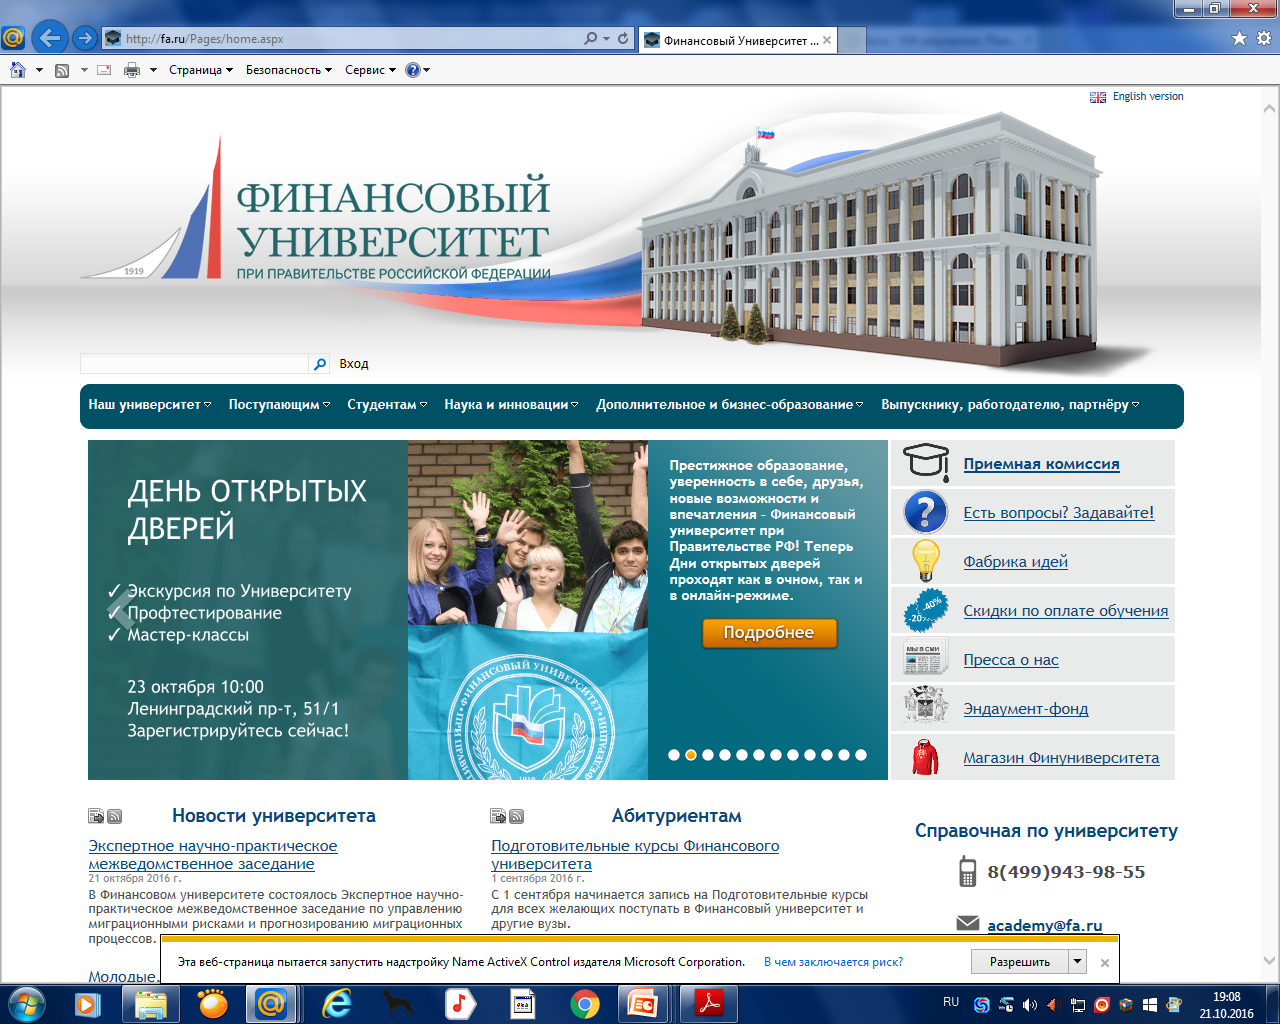 http://fa.ru/Pages/home.aspx
Финансовый Университет ...
Страница
Безопасность
Сервис
English version
1919
ФИНАНСОВЫЙ
УНИВЕРСИТЕТ
ПРИ ПРАВИТЕЛЬСТВЕ РОССИЙСКОЙ ФЕДЕРАЦИИ
Вход
Наш университет
Поступающим
Студентам
Наука и инновации
Дополнительное и бизнес-образование
Выпускнику, работодателю, партнёру
ДЕНЬ ОТКРЫТЫХ
ДВЕРЕЙ
✓ Экскурсия по Университету
✓ Профтестирование
✓ Мастер-классы
23 октября 10:00
Ленинградский пр-т, 51/1
Зарегистрируйтесь сейчас!
ФИНАНСОВЫЙ УНИВЕРСИТЕТ
1919
Престижное образование,
уверенность в себе, друзья,
новые возможности и
впечатления – Финансовый
университет при
Правительстве РФ! Теперь
Дни открытых дверей
проходят как в очном, так и
в онлайн-режиме.
Подробнее
Приемная комиссия
Есть вопросы? Задавайте!
Фабрика идей
-20%
-40%
Скидки по оплате обучения
МЫ В СМИ
Пресса о нас
Эндаумент-фонд
Магазин Финуниверситета
Новости университета
Экспертное научно-практическое
межведомственное заседание
21 октября 2016 г.
В Финансовом университете состоялось Экспертное научно-
практическое межведомственное заседание по управлению
миграционными рисками и прогнозированию миграционных
процессов.
Молодые,
Абитуриентам
Подготовительные курсы Финансового
университета
1 сентября 2016 г.
С 1 сентября начинается запись на Подготовительные курсы
для всех желающих поступать в Финансовый университет и
другие вузы.
Справочная по университету
8(499)943-98-55
academy@fa.ru
Эта веб-страница пытается запустить надстройку Name ActiveX Control издателя Microsoft Corporation.
В чем заключается риск?
Разрешить
RU
19:08
21.10.2016